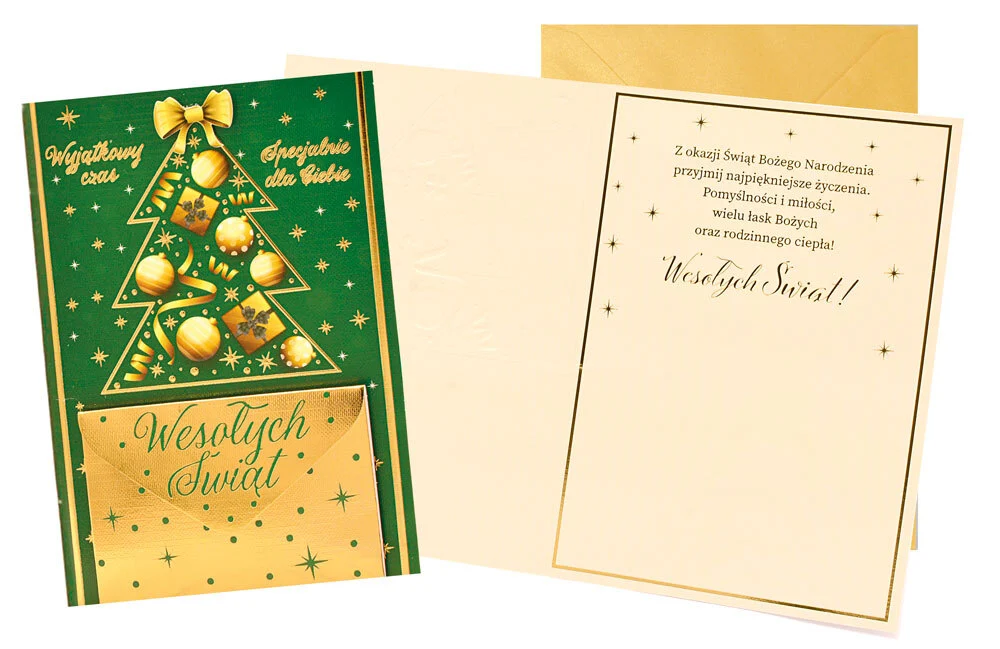 Wyjątkowy
czas
Specjalnie
dla Ciebie
Wesołych
Świąt
Z okazji Świąt Bożego Narodzenia
przyjmij najpiękniejsze życzenia.
Pomyślności i miłości,
wielu łask Bożych
oraz rodzinnego ciepła!
Wesołych Świąt!